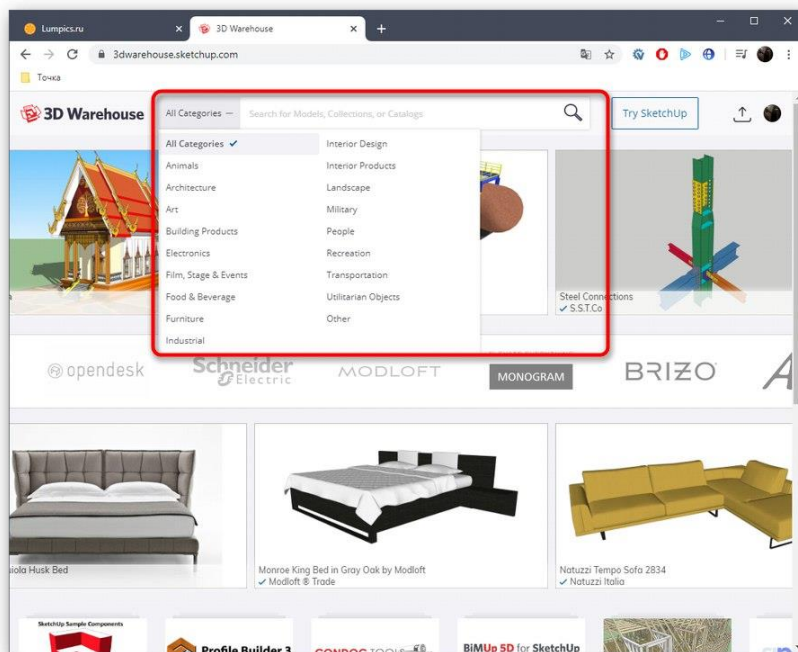 Lumpics.ru
3D Warehouse
3dwarehouse.sketchup.com
Точка
3D Warehouse
All Categories
Search for Models, Collections, or Catalogs
Try SketchUp
All Categories
Animals
Architecture
Art
Building Products
Electronics
Film, Stage & Events
Food & Beverage
Furniture
Industrial
Interior Design
Interior Products
Landscape
Military
People
Recreation
Transportation
Utilitarian Objects
Other
Steel Connections
S.S.T.Co
opendesk
Schneider
Electric
MODLOFT
MONOGRAM
BRIZO
Husk Bed
Monroe King Bed in Gray Oak by Modloft
Modloft ® Trade
Natuzzi Tempo Sofa 2834
Natuzzi Italia
SketchUp Sample Components
Profile Builder 3
CONDOC TOOLS
BiMUp 5D for SketchUp